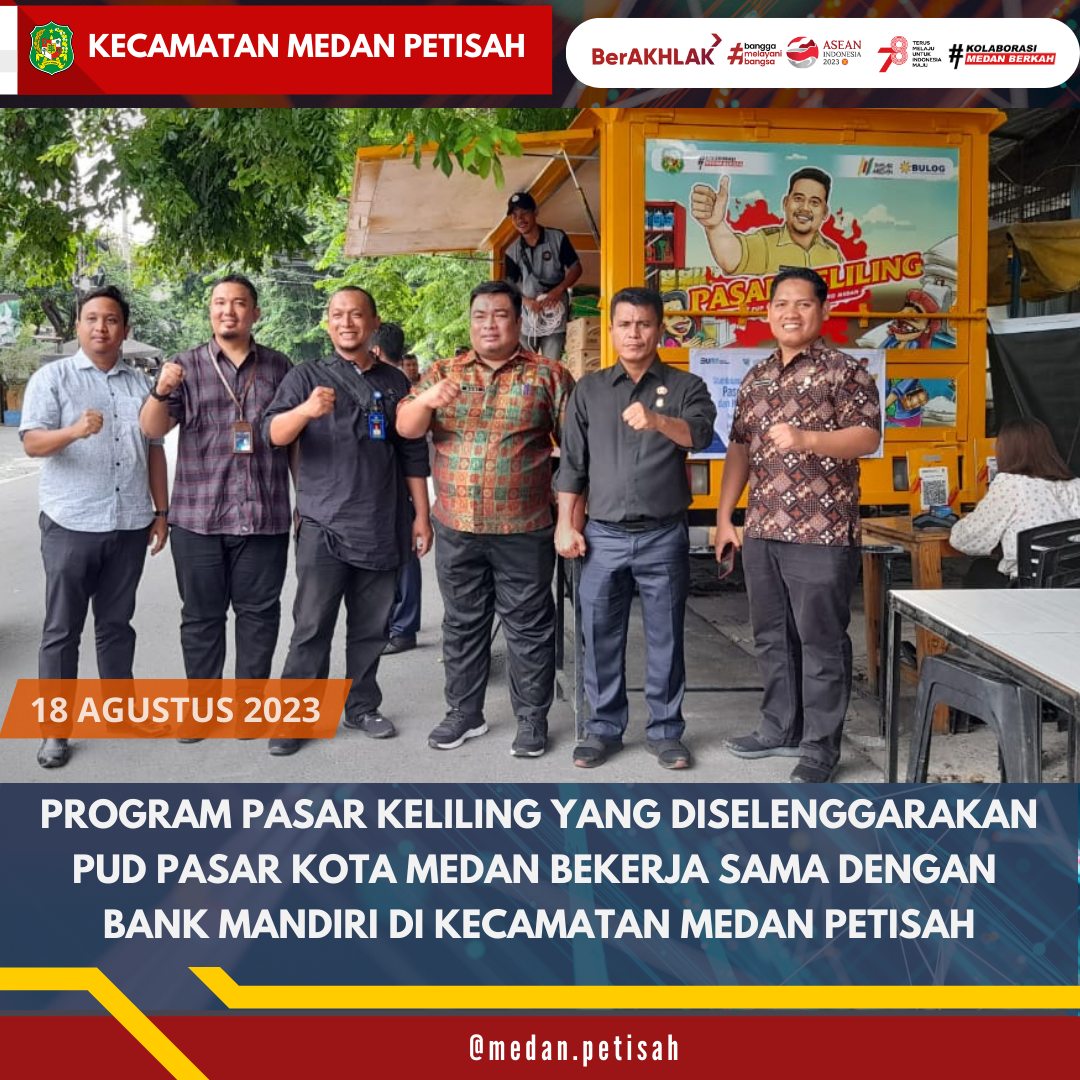 KECAMATAN MEDAN PETISAH
BerAKHLAK
#bangga
melayani
bangsa
ASEAN
INDONESIA
2023
78
TERUS
MELAJU
UNTUK
INDONESIA
MAJU
#KOLABORASI
MEDAN BERKAH
BULOG
PASAR KELILING
18 AGUSTUS 2023
PROGRAM PASAR KELILING YANG DISELENGGARAKAN
PUD PASAR KOTA MEDAN BEKERJA SAMA DENGAN
BANK MANDIRI DI KECAMATAN MEDAN PETISAH
@medan.petisah